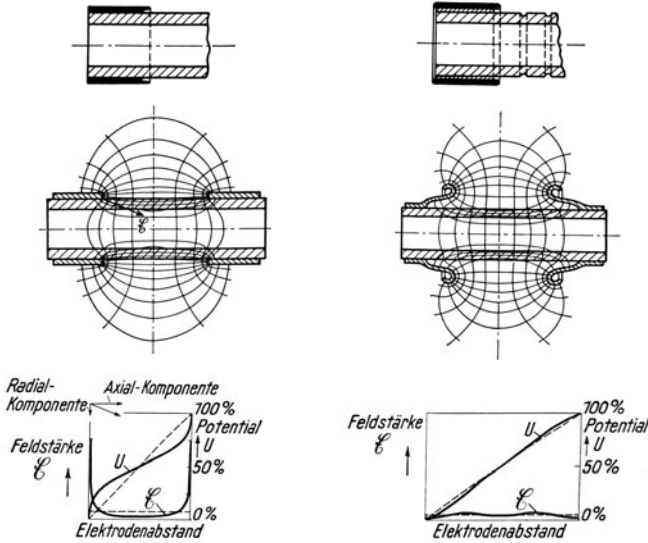 𝔈
Radial-
Komponente
Axial-Komponente
100%
Potential
U
Feldstärke
𝔈
U
50%
𝔈
0%
Elektrodenabstand
100%
Potential
U
Feldstärke
𝔈
U
50%
𝔈
0%
Elektrodenabstand